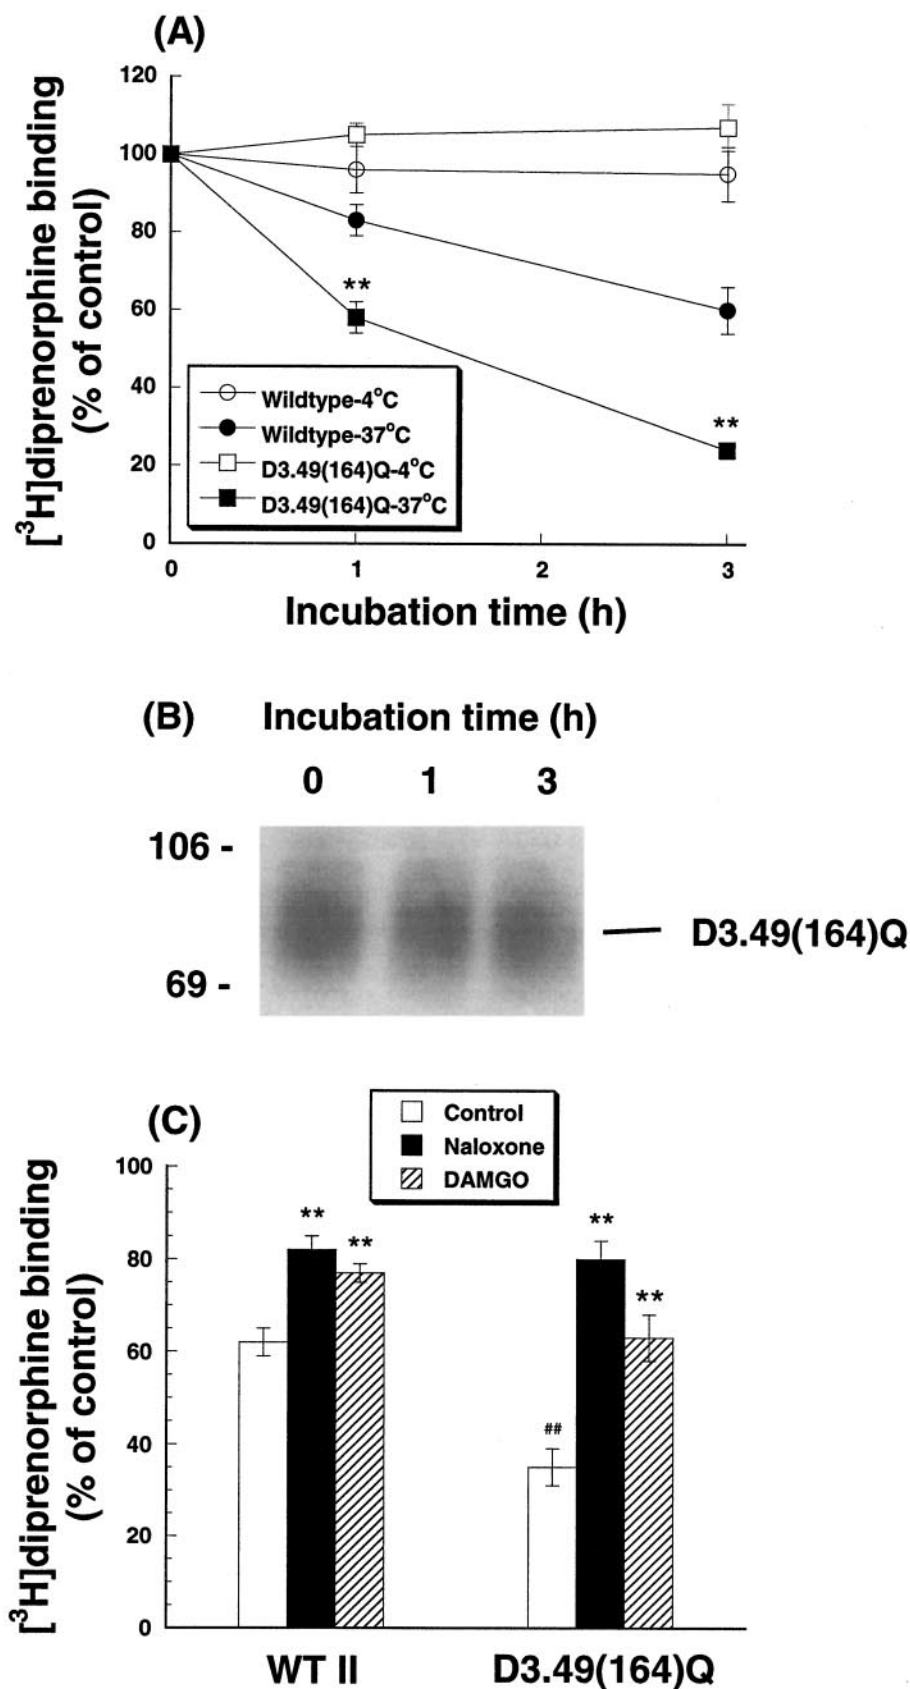 (A)
[³H]diprenorphine binding
(% of control)
120
100
80
60
40
20
0
**
**
Wildtype-4°C
Wildtype-37°C
D3.49(164)Q-4°C
D3.49(164)Q-37°C
0 1 2 3
Incubation time (h)
(B) Incubation time (h)
0 1 3
106 -
69 -
D3.49(164)Q
(C)
Control
Naloxone
DAMGO
[³H]diprenorphine binding
(% of control)
100
80
60
40
20
0
** ** ## ** **
WT II D3.49(164)Q